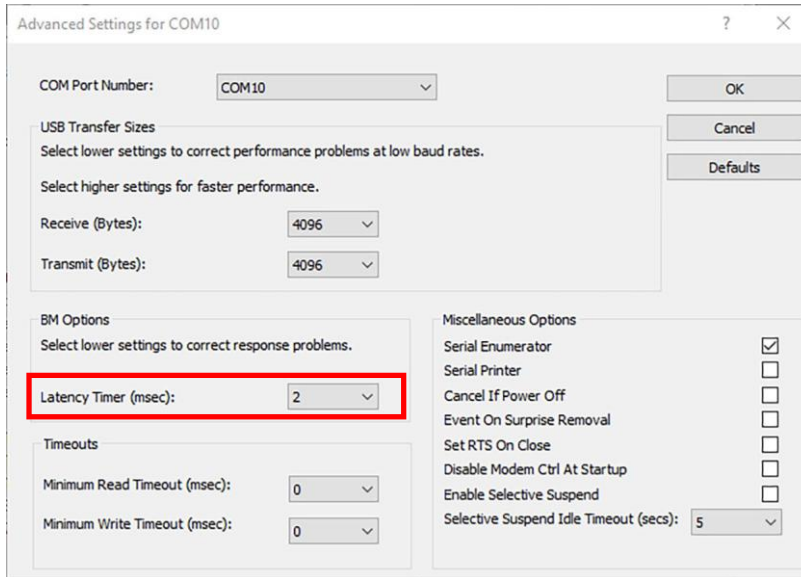 Advanced Settings for COM10
?
COM Port Number:
COM10
OK
Cancel
Defaults
USB Transfer Sizes
Select lower settings to correct performance problems at low baud rates.
Select higher settings for faster performance.
Receive (Bytes):
4096
Transmit (Bytes):
4096
BM Options
Select lower settings to correct response problems.
Latency Timer (msec):
2
Timeouts
Minimum Read Timeout (msec):
0
Minimum Write Timeout (msec):
0
Miscellaneous Options
Serial Enumerator
Serial Printer
Cancel If Power Off
Event On Surprise Removal
Set RTS On Close
Disable Modem Ctrl At Startup
Enable Selective Suspend
Selective Suspend Idle Timeout (secs):
5